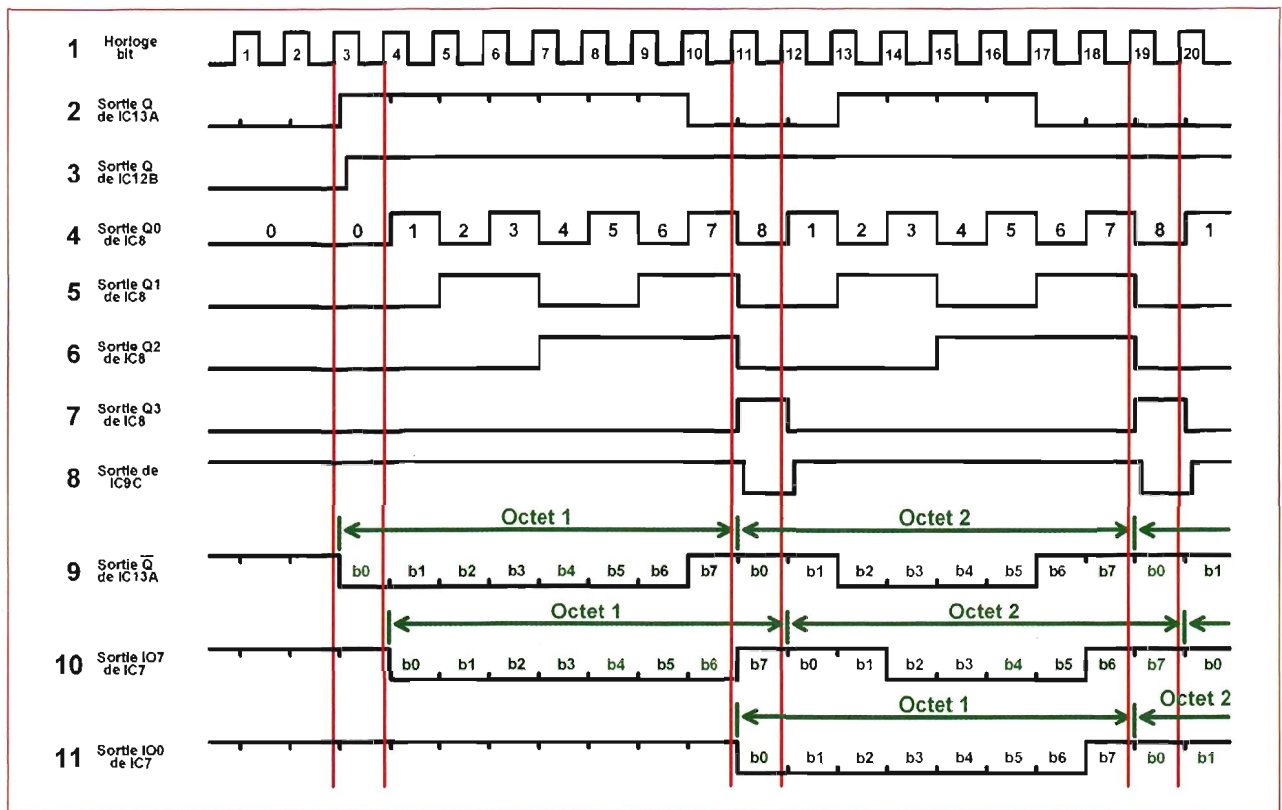 1 Horloge bit 1 2 3 4 5 6 7 8 9 10 11 12 13 14 15 16 17 18 19 20
2 Sortie Q de IC13A
3 Sortie Q de IC12B
4 Sortie Q0 de IC8 0 0 1 2 3 4 5 6 7 8 1 2 3 4 5 6 7 8 1
5 Sortie Q1 de IC8
6 Sortie Q2 de IC8
7 Sortie Q3 de IC8
8 Sortie de IC9C
Octet 1 Octet 2
9 Sortie Q̅ de IC13A b0 b1 b2 b3 b4 b5 b6 b7 b0 b1 b2 b3 b4 b5 b6 b7 b0 b1
Octet 1 Octet 2
10 Sortie IO7 de IC7 b0 b1 b2 b3 b4 b5 b6 b7 b0 b1 b2 b3 b4 b5 b6 b7 b0
Octet 1 Octet 2
11 Sortie IO0 de IC7 b0 b1 b2 b3 b4 b5 b6 b7 b0 b1